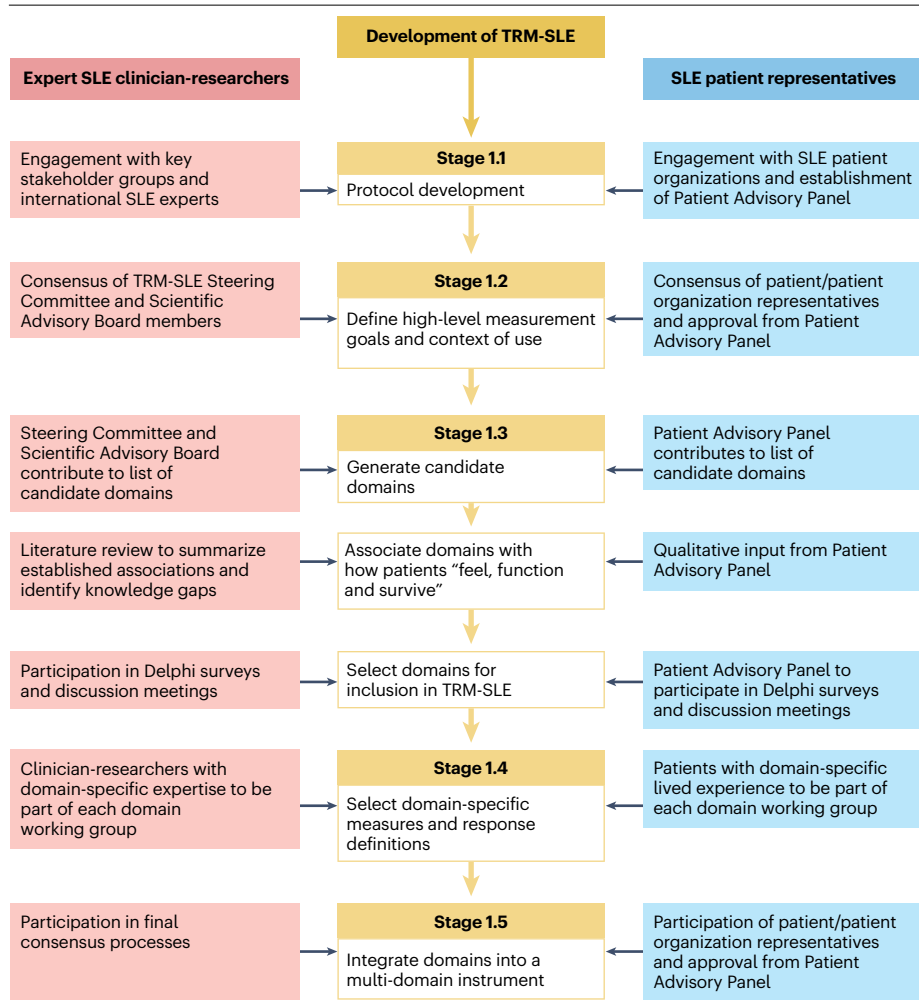 Development of TRM-SLE
Expert SLE clinician-researchers
SLE patient representatives
Engagement with key
stakeholder groups and
international SLE experts
Stage 1.1
Protocol development
Engagement with SLE patient
organizations and establishment
of Patient Advisory Panel
Consensus of TRM-SLE Steering
Committee and Scientific
Advisory Board members
Stage 1.2
Define high-level measurement
goals and context of use
Consensus of patient/patient
organization representatives
and approval from Patient
Advisory Panel
Steering Committee and
Scientific Advisory Board
contribute to list of
candidate domains
Stage 1.3
Generate candidate
domains
Patient Advisory Panel
contributes to list of
candidate domains
Literature review to summarize
established associations and
identify knowledge gaps
Associate domains with
how patients “feel, function
and survive”
Qualitative input from Patient
Advisory Panel
Participation in Delphi surveys
and discussion meetings
Select domains for
inclusion in TRM-SLE
Patient Advisory Panel to
participate in Delphi surveys
and discussion meetings
Clinician-researchers with
domain-specific expertise to be
part of each domain
working group
Stage 1.4
Select domain-specific
measures and response
definitions
Patients with domain-specific
lived experience to be part of
each domain working group
Participation in final
consensus processes
Stage 1.5
Integrate domains into a
multi-domain instrument
Participation of patient/patient
organization representatives
and approval from Patient
Advisory Panel